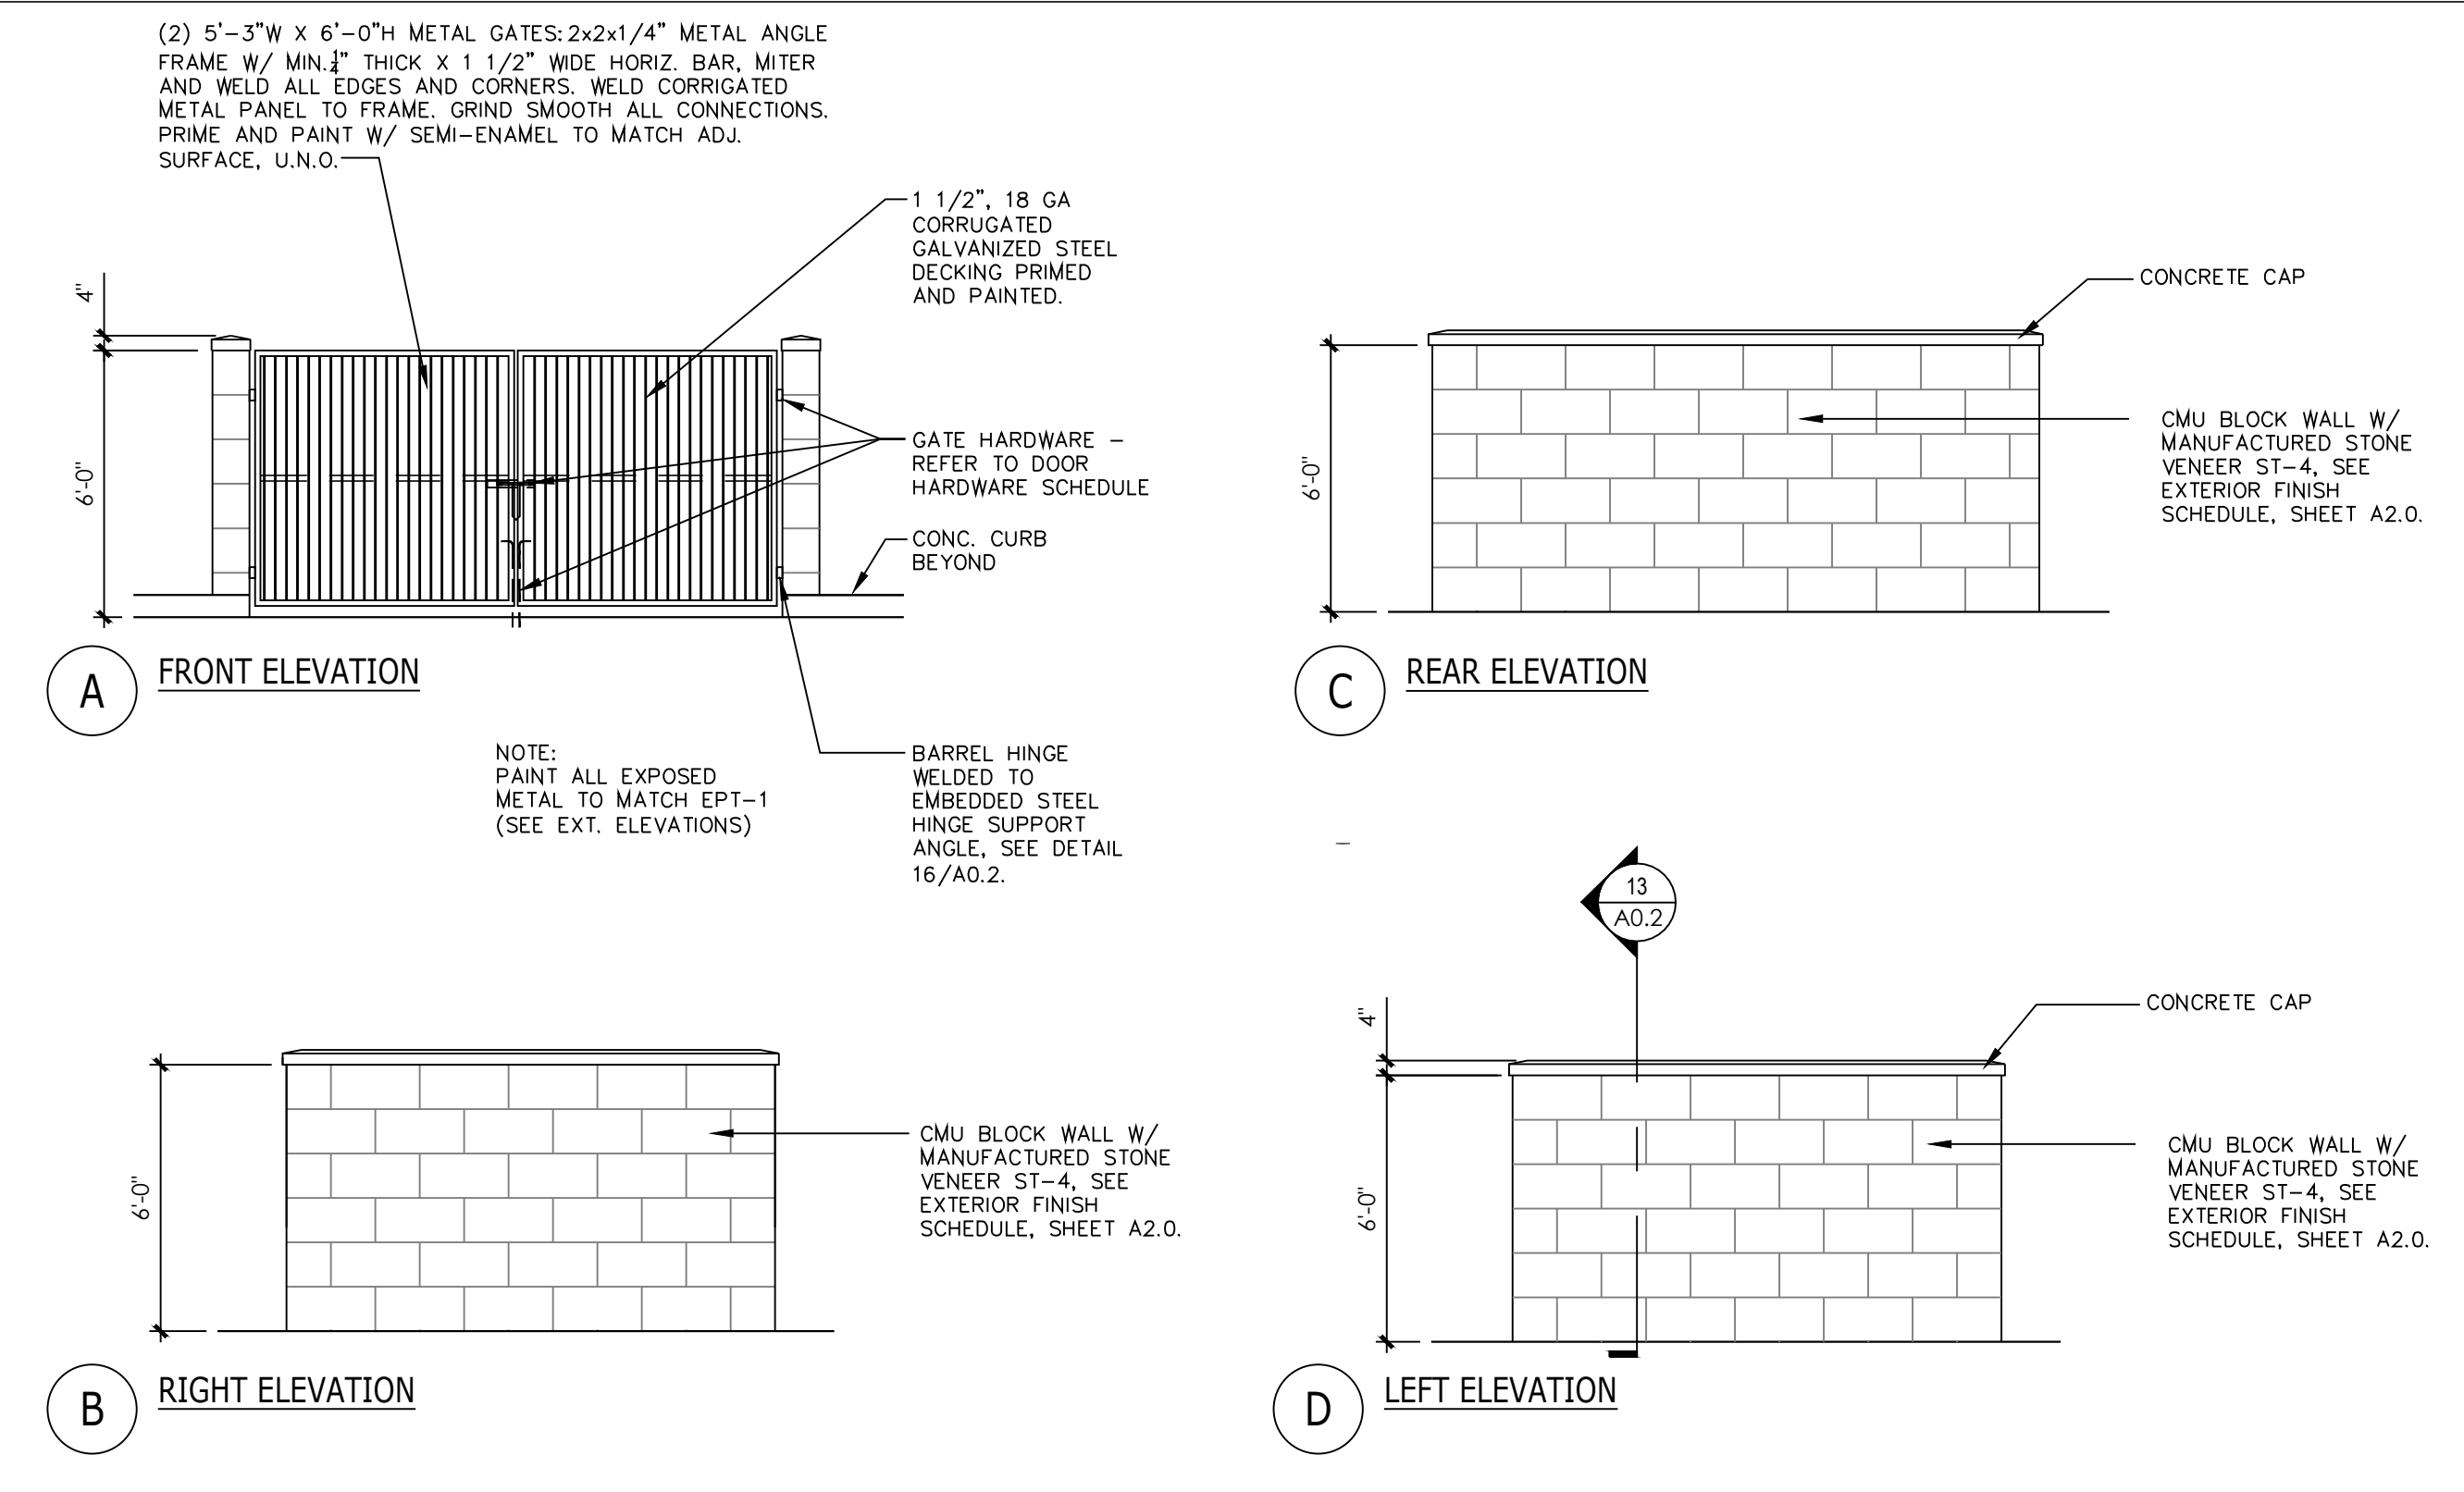 (2) 5'-3"W X 6'-0"H METAL GATES: 2x2x1/4" METAL ANGLE
FRAME W/ MIN. 1/4" THICK X 1 1/2" WIDE HORIZ. BAR, MITER
AND WELD ALL EDGES AND CORNERS. WELD CORRIGATED
METAL PANEL TO FRAME. GRIND SMOOTH ALL CONNECTIONS.
PRIME AND PAINT W/ SEMI-ENAMEL TO MATCH ADJ.
SURFACE, U.N.O.
1 1/2", 18 GA
CORRUGATED
GALVANIZED STEEL
DECKING PRIMED
AND PAINTED.
4"
6'-0"
GATE HARDWARE -
REFER TO DOOR
HARDWARE SCHEDULE
CONC. CURB
BEYOND
A
FRONT ELEVATION
NOTE:
PAINT ALL EXPOSED
METAL TO MATCH EPT-1
(SEE EXT. ELEVATIONS)
BARREL HINGE
WELDED TO
EMBEDDED STEEL
HINGE SUPPORT
ANGLE, SEE DETAIL
16/A0.2.
CONCRETE CAP
6'-0"
CMU BLOCK WALL W/
MANUFACTURED STONE
VENEER ST-4, SEE
EXTERIOR FINISH
SCHEDULE, SHEET A2.0.
C
REAR ELEVATION
6'-0"
CMU BLOCK WALL W/
MANUFACTURED STONE
VENEER ST-4, SEE
EXTERIOR FINISH
SCHEDULE, SHEET A2.0.
B
RIGHT ELEVATION
13
A0.2
4"
6'-0"
CONCRETE CAP
CMU BLOCK WALL W/
MANUFACTURED STONE
VENEER ST-4, SEE
EXTERIOR FINISH
SCHEDULE, SHEET A2.0.
D
LEFT ELEVATION